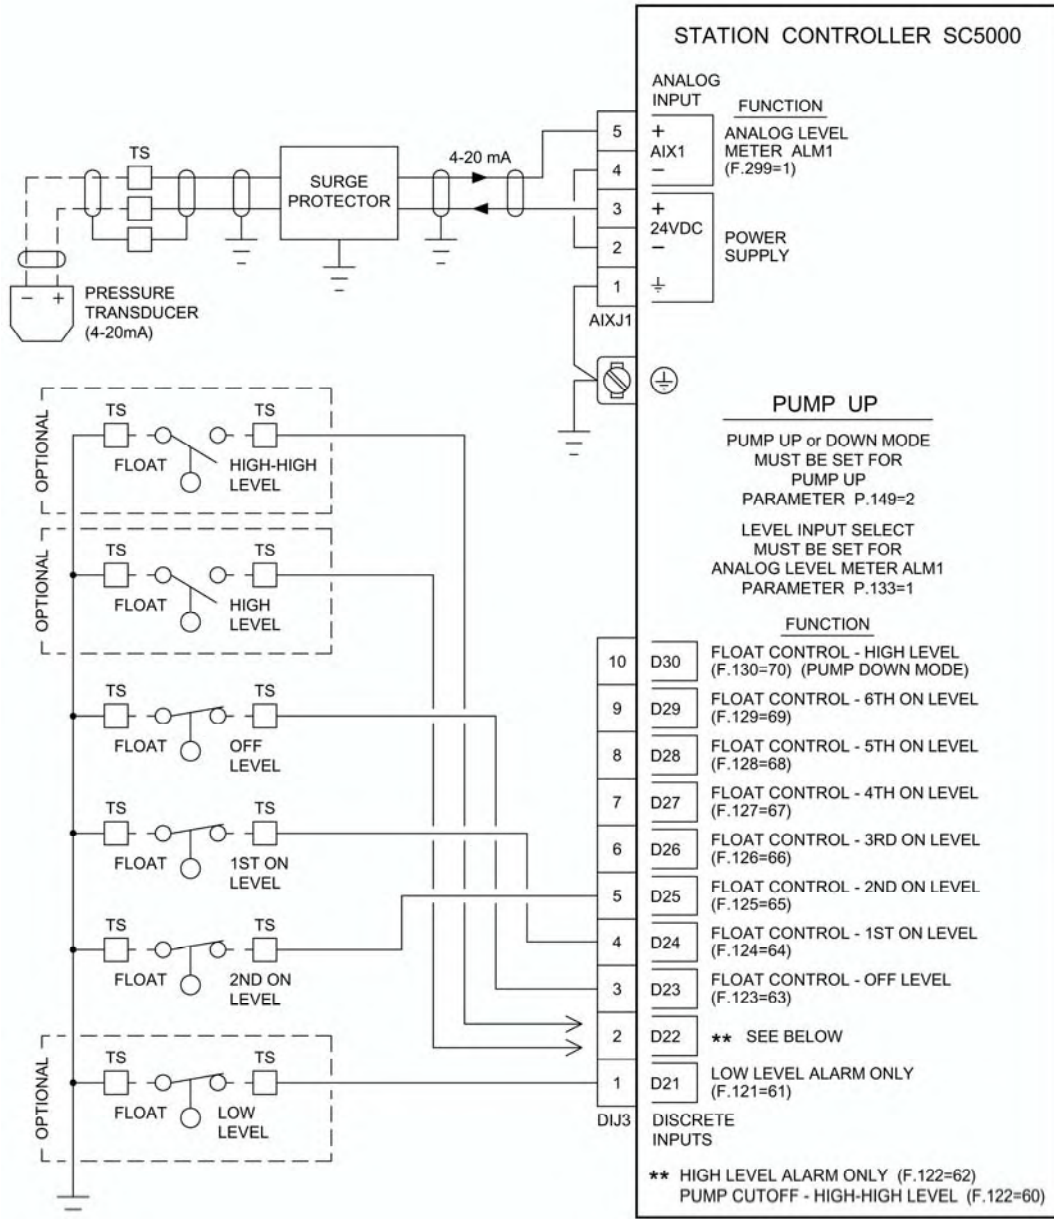 STATION CONTROLLER SC5000
ANALOG
INPUT
FUNCTION
5
+
AIX1
4
−
ANALOG LEVEL
METER ALM1
(F.299=1)
3
+
24VDC
2
−
POWER
SUPPLY
1
AIXJ1
TS
SURGE
PROTECTOR
4-20 mA
− +
PRESSURE
TRANSDUCER
(4-20mA)
OPTIONAL
TS
TS
FLOAT
HIGH-HIGH
LEVEL
OPTIONAL
TS
TS
FLOAT
HIGH
LEVEL
TS
TS
FLOAT
OFF
LEVEL
TS
TS
FLOAT
1ST ON
LEVEL
TS
TS
FLOAT
2ND ON
LEVEL
OPTIONAL
TS
TS
FLOAT
LOW
LEVEL
PUMP UP
PUMP UP or DOWN MODE
MUST BE SET FOR
PUMP UP
PARAMETER P.149=2
LEVEL INPUT SELECT
MUST BE SET FOR
ANALOG LEVEL METER ALM1
PARAMETER P.133=1
FUNCTION
10 D30 FLOAT CONTROL - HIGH LEVEL
(F.130=70) (PUMP DOWN MODE)
9 D29 FLOAT CONTROL - 6TH ON LEVEL
(F.129=69)
8 D28 FLOAT CONTROL - 5TH ON LEVEL
(F.128=68)
7 D27 FLOAT CONTROL - 4TH ON LEVEL
(F.127=67)
6 D26 FLOAT CONTROL - 3RD ON LEVEL
(F.126=66)
5 D25 FLOAT CONTROL - 2ND ON LEVEL
(F.125=65)
4 D24 FLOAT CONTROL - 1ST ON LEVEL
(F.124=64)
3 D23 FLOAT CONTROL - OFF LEVEL
(F.123=63)
2 D22 ** SEE BELOW
1 D21 LOW LEVEL ALARM ONLY
(F.121=61)
DIJ3
DISCRETE
INPUTS
** HIGH LEVEL ALARM ONLY (F.122=62)
PUMP CUTOFF - HIGH-HIGH LEVEL (F.122=60)